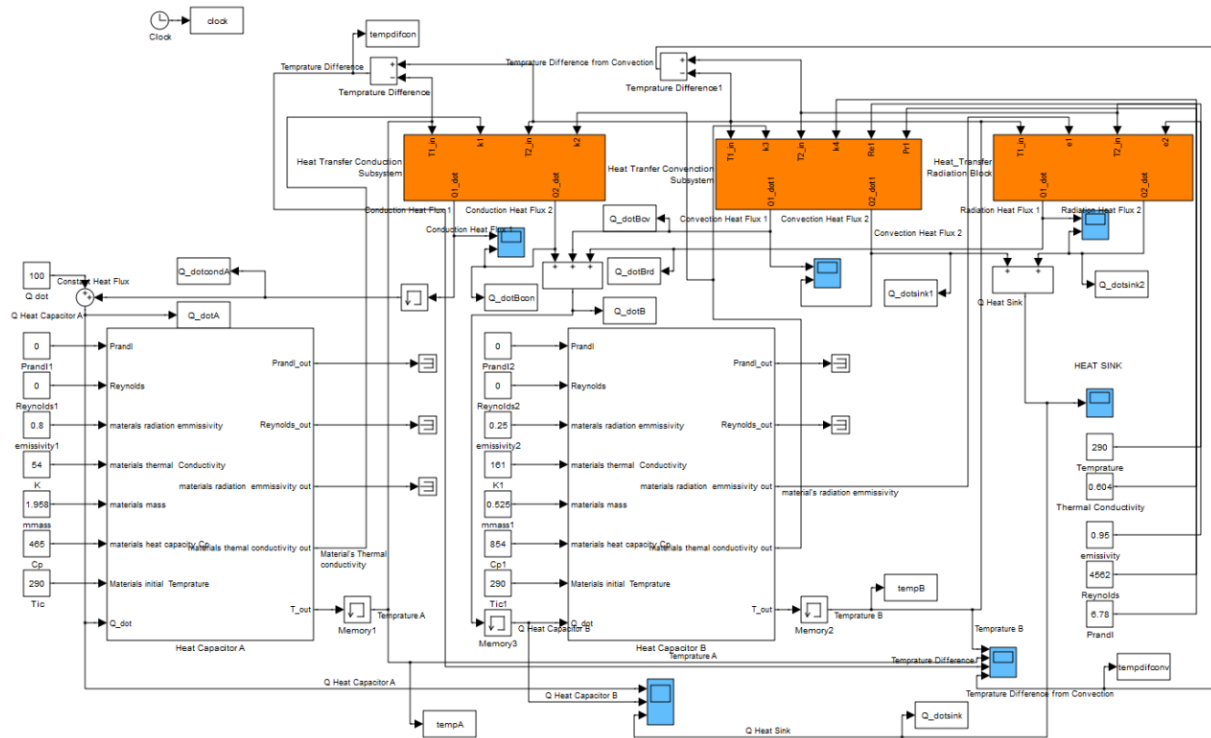 clock
Clock
tempdifcon
Temprature Difference
Temprature Difference
Temprature Difference from Convection
Temprature Difference1
T1_in
k1
T2_in
k2
Q1_dot
Q2_dot
Heat Transfer Conduction
Subsystem
T1_in
k3
T2_in
k4
Re1
Pr1
Q1_dot1
Q2_dot1
Heat Tranfer Convenction
Subsystem
T1_in
e1
T2_in
e2
Q1_dot
Q2_dot
Heat_Transfer
Radiation Block
Conduction Heat Flux 1
Conduction Heat Flux 2
Conduction Heat Flux 1
Q_dotBcv
Convection Heat Flux 1
Convection Heat Flux 2
Convection Heat Flux 2
Radiation Heat Flux 1
Radiation Heat Flux 2
100
Q dot
Constant Heat Flux
Q_dotcondA
Q_dotA
Q Heat Capacitor A
Q_dotBcon
Q_dotBrd
Q_dotB
Q_dotsink1
Q Heat Sink
Q_dotsink2
0
Prandl1
0
Reynolds1
0.8
emissivity1
54
K
1.958
mmass
465
Cp
290
Tic
Prandl
Reynolds
materals radiation emmissivity
materials thermal Conductivity
materials mass
materials heat capacity Cp
Materials initial Temprature
Q_dot
Prandl_out
Reynolds_out
materials radiation emmissivity out
materials themal conductivity out
T_out
Heat Capacitor A
Material's Thermal
conductivity
Memory1
Temprature A
0
Prandl2
0
Reynolds2
0.25
emissivity2
161
K1
0.525
mmass1
854
Cp1
290
Tic1
Memory3
Q Heat Capacitor B
Prandl
Reynolds
materals radiation emmissivity
materials thermal Conductivity
materials mass
materials heat capacity Cp
Materials initial Temprature
Q_dot
Prandl_out
Reynolds_out
materials radiation emmissivity out
materials themal conductivity out
T_out
Heat Capacitor B
Temprature A
material's radiation emmissivity
Memory2
Temprature B
tempB
HEAT SINK
290
Temprature
0.604
Thermal Conductivity
0.95
emissivity
4562
Reynolds
6.78
Prandl
Temprature B
Temprature Difference
Temprature Difference from Convection
tempdifconv
Q Heat Capacitor A
Q Heat Capacitor B
tempA
Q Heat Sink
Q_dotsink